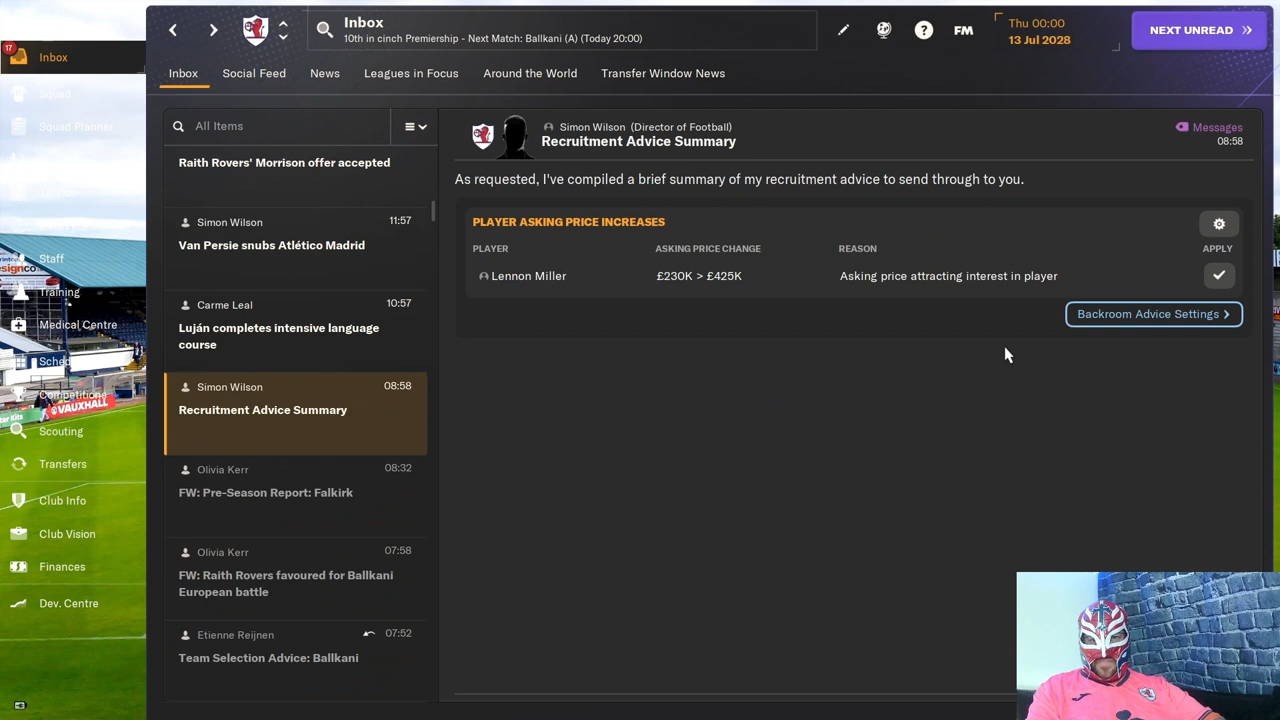 Inbox
10th in cinch Premiership - Next Match: Ballkani (A) (Today 20:00)
FM
Thu 00:00
13 Jul 2028
NEXT UNREAD
17
Inbox
Squad
Squad Planner
Staff
Training
Medical Centre
Sched
Competitions
Scouting
Transfers
Club Info
Club Vision
Finances
Dev. Centre
VAUXHALL
Inbox
Social Feed
News
Leagues in Focus
Around the World
Transfer Window News
All Items
Raith Rovers' Morrison offer accepted
Simon Wilson
11:57
Van Persie snubs Atlético Madrid
Carme Leal
10:57
Luján completes intensive language
course
Simon Wilson
08:58
Recruitment Advice Summary
Olivia Kerr
08:32
FW: Pre-Season Report: Falkirk
Olivia Kerr
07:58
FW: Raith Rovers favoured for Ballkani
European battle
Etienne Reijnen
07:52
Team Selection Advice: Ballkani
Simon Wilson (Director of Football)
Recruitment Advice Summary
Messages
08:58
As requested, I've compiled a brief summary of my recruitment advice to send through to you.
PLAYER ASKING PRICE INCREASES
PLAYER
ASKING PRICE CHANGE
REASON
APPLY
Lennon Miller
£230K > £425K
Asking price attracting interest in player
Backroom Advice Settings >